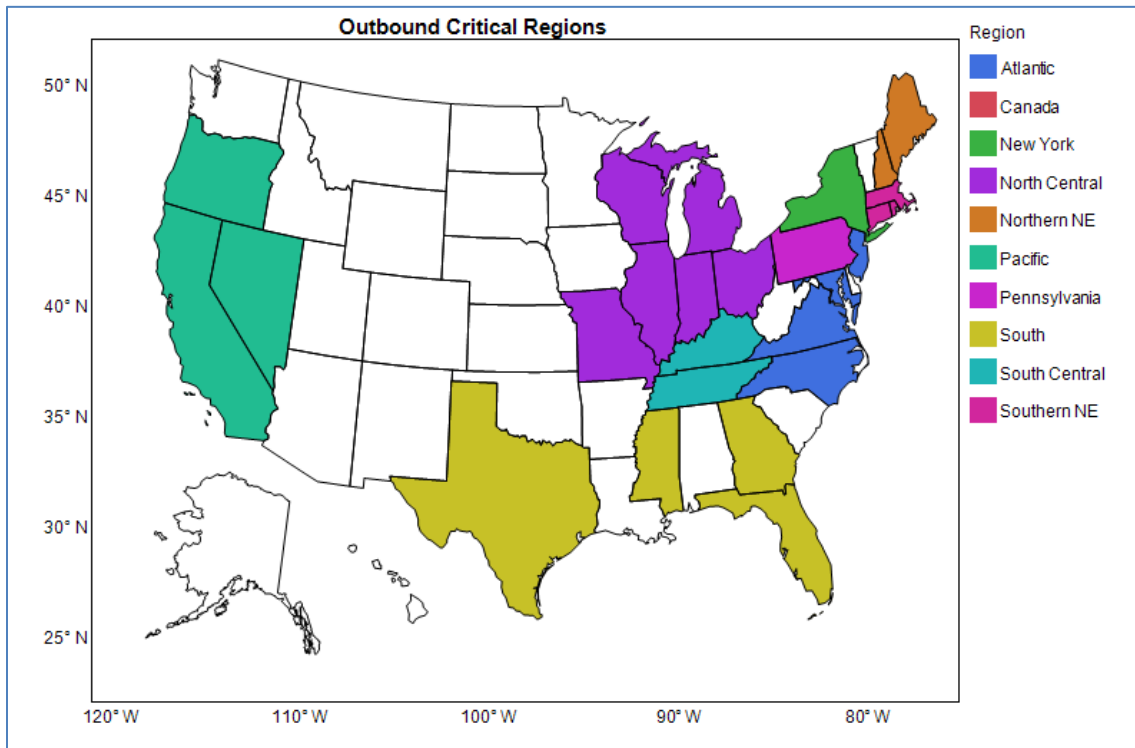 Outbound Critical Regions
Region
Atlantic
Canada
New York
North Central
Northern NE
Pacific
Pennsylvania
South
South Central
Southern NE
50° N
45° N
40° N
35° N
30° N
25° N
120° W
110° W
100° W
90° W
80° W